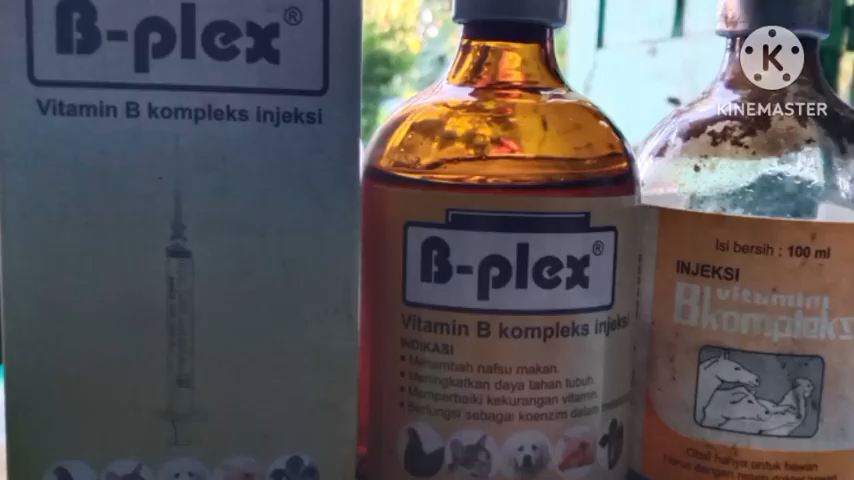 B-plex®
Vitamin B kompleks injeksi
B-plex®
Vitamin B kompleks injeksi
INDIKASI
• Menambah nafsu makan.
• Meningkatkan daya tahan tubuh.
• Memperbaiki kekurangan vitamin.
• Berfungsi sebagai koenzim dalam
KINEMASTER
Isi bersih : 100 ml
INJEKSI
vitamin
B kompleks
Obat hanya untuk hewan